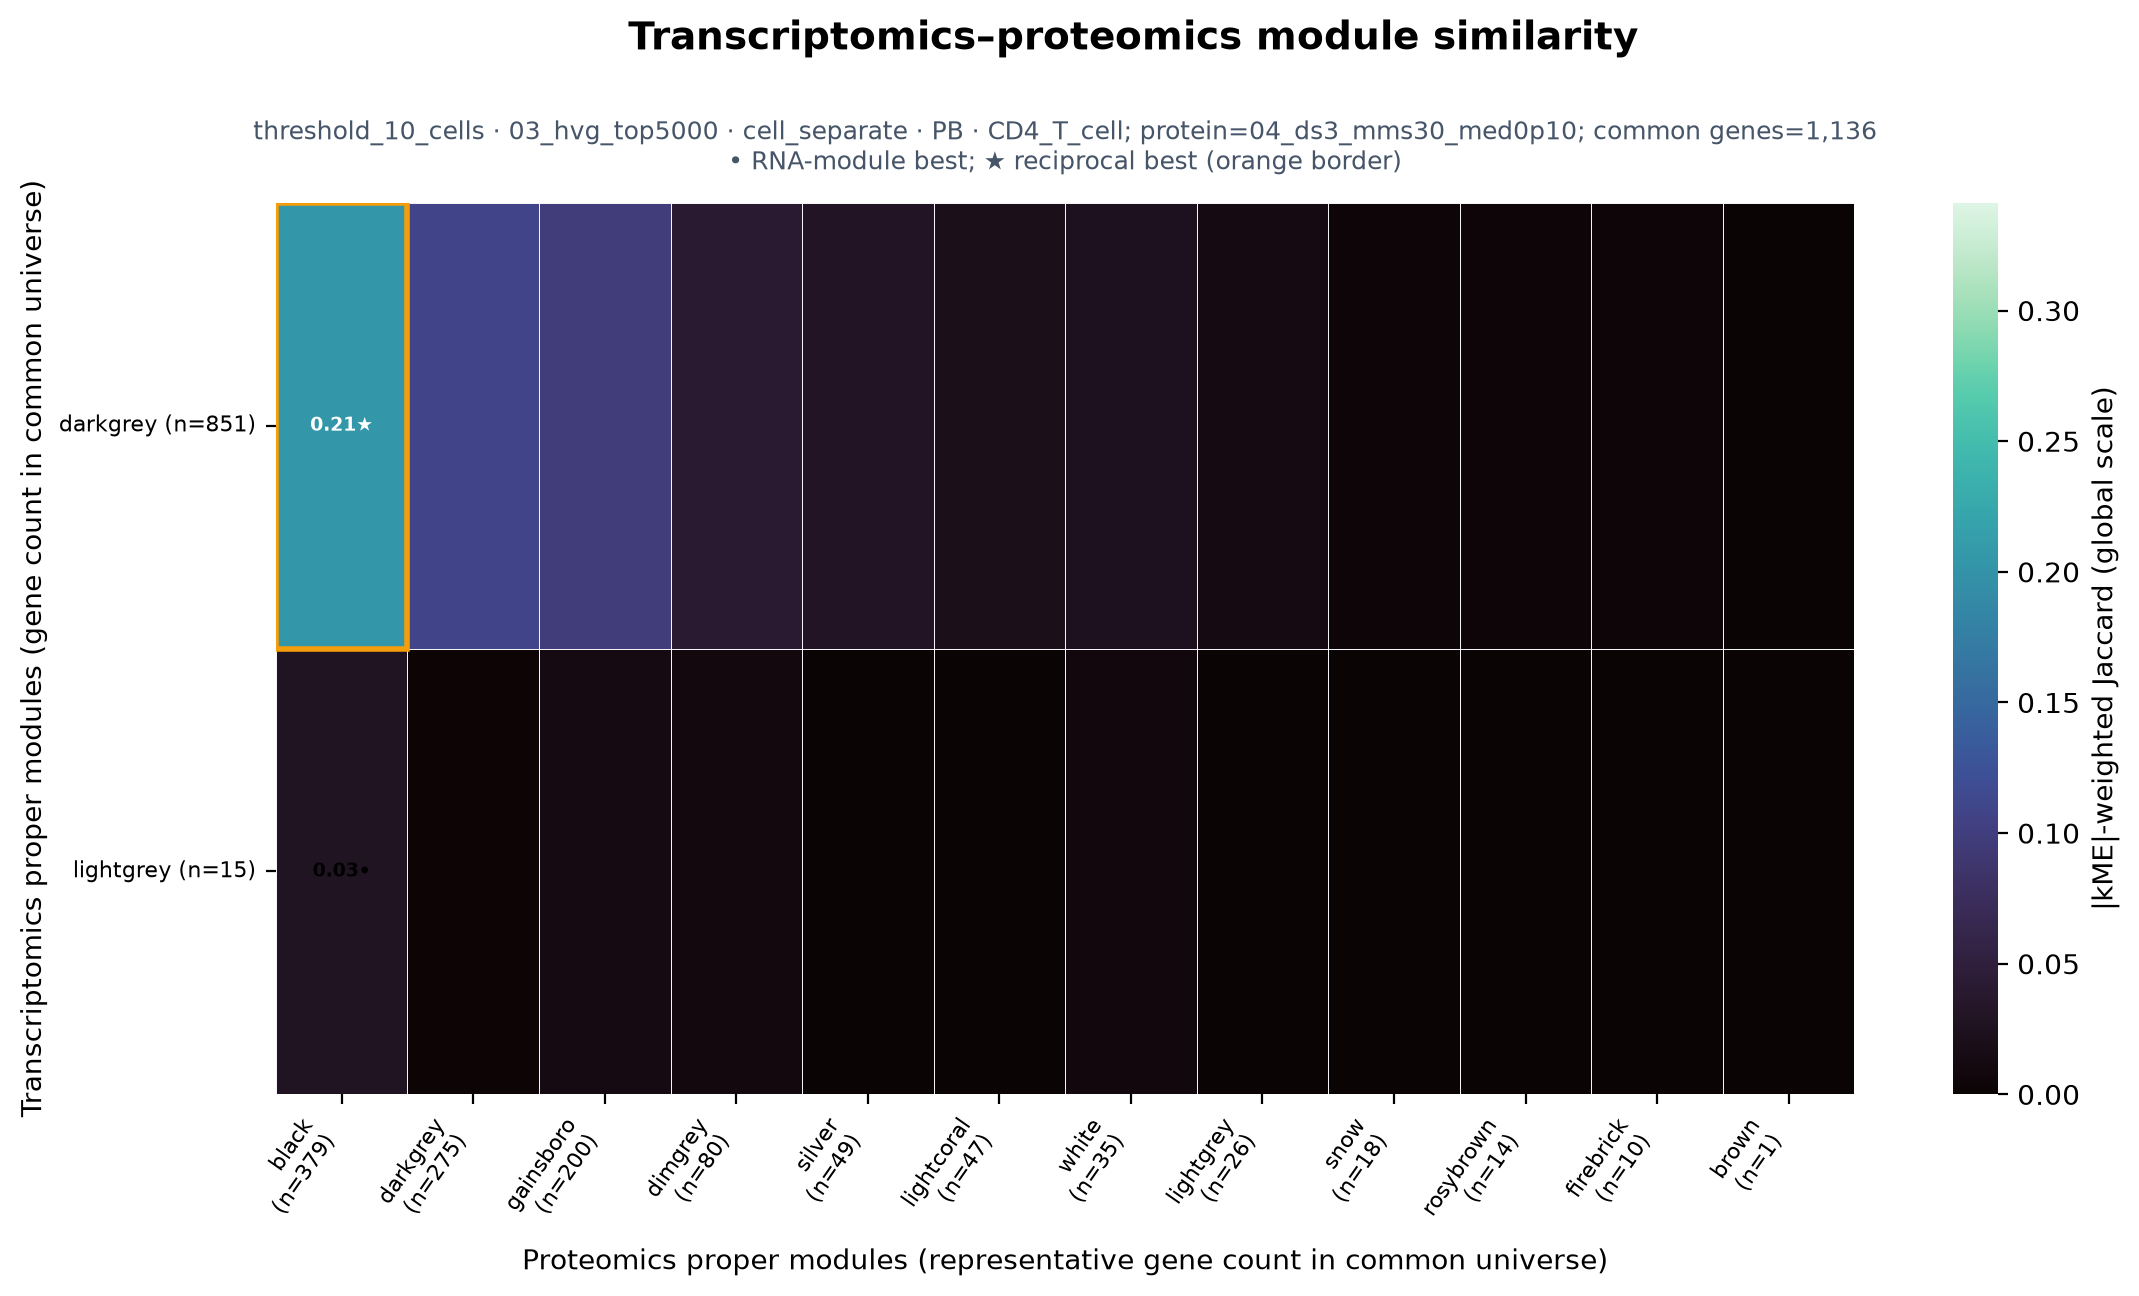 Transcriptomics–proteomics module similarity
threshold_10_cells · 03_hvg_top5000 · cell_separate · PB · CD4_T_cell; protein=04_ds3_mms30_med0p10; common genes=1,136
• RNA-module best; ★ reciprocal best (orange border)
Transcriptomics proper modules (gene count in common universe)
darkgrey (n=851)
lightgrey (n=15)
0.21★
0.03•
black
(n=379)
darkgrey
(n=275)
gainsboro
(n=200)
dimgrey
(n=80)
silver
(n=49)
lightcoral
(n=47)
white
(n=35)
lightgrey
(n=26)
snow
(n=18)
rosybrown
(n=14)
firebrick
(n=10)
brown
(n=1)
Proteomics proper modules (representative gene count in common universe)
0.30
0.25
0.20
0.15
0.10
0.05
0.00
|kME|-weighted Jaccard (global scale)